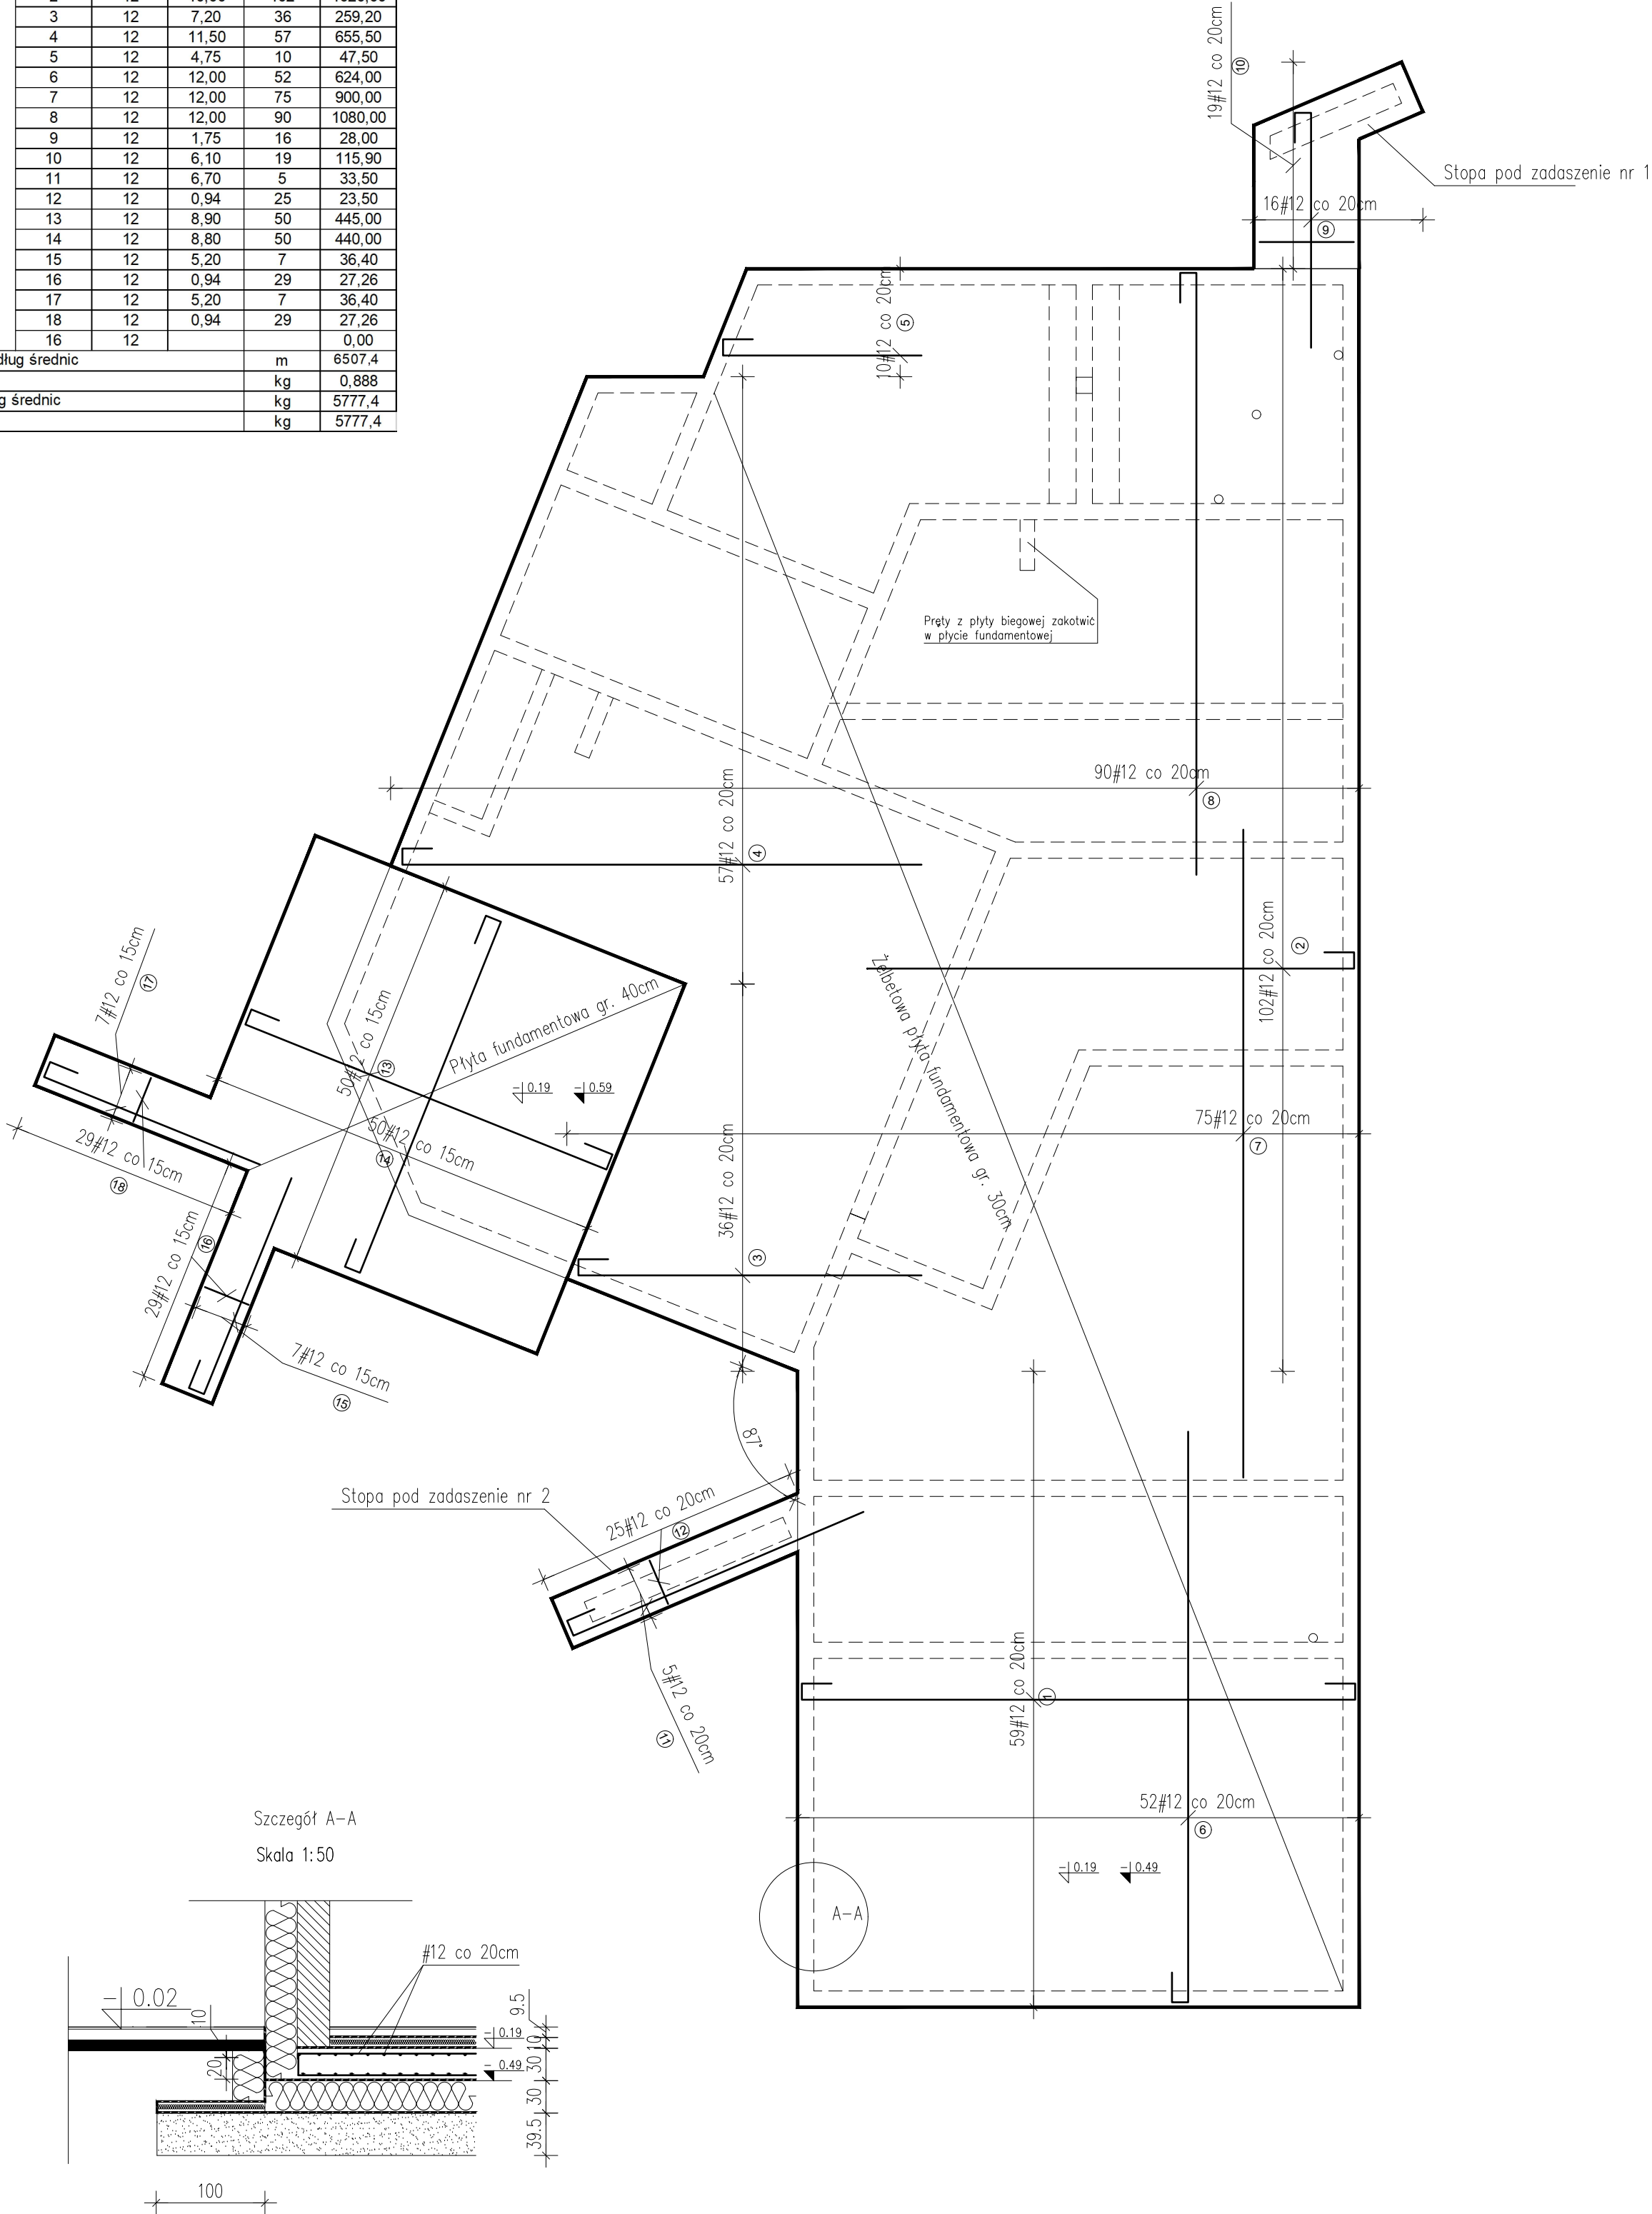 3 12 7,20 36 259,20
4 12 11,50 57 655,50
5 12 4,75 10 47,50
6 12 12,00 52 624,00
7 12 12,00 75 900,00
8 12 12,00 90 1080,00
9 12 1,75 16 28,00
10 12 6,10 19 115,90
11 12 6,70 5 33,50
12 12 0,94 25 23,50
13 12 8,90 50 445,00
14 12 8,80 50 440,00
15 12 5,20 7 36,40
16 12 0,94 29 27,26
17 12 5,20 7 36,40
18 12 0,94 29 27,26
16 12 0,00
dług średnic m 6507,4
kg 0,888
g średnic kg 5777,4
kg 5777,4
19#12 co 20cm
10
Stopa pod zadaszenie nr 1
16#12 co 20cm
9
10#12 co 20cm
5
Pręty z płyty biegowej zakotwić
w płycie fundamentowej
90#12 co 20cm
8
57#12 co 20cm
4
102#12 co 20cm
2
7#12 co 15cm
17
Płyta fundamentowa gr. 40cm
50#12 co 15cm
13
-0.19
-0.59
Żelbetowa płyta fundamentowa gr. 30cm
75#12 co 20cm
7
50#12 co 15cm
14
29#12 co 15cm
18
36#12 co 20cm
3
29#12 co 15cm
16
7#12 co 15cm
15
87°
Stopa pod zadaszenie nr 2
25#12 co 20cm
12
5#12 co 20cm
11
59#12 co 20cm
1
52#12 co 20cm
6
-0.19
-0.49
A-A
Szczegół A-A
Skala 1:50
#12 co 20cm
-0.02
10
20
9.5
10
30
30
39.5
-0.19
-0.49
100